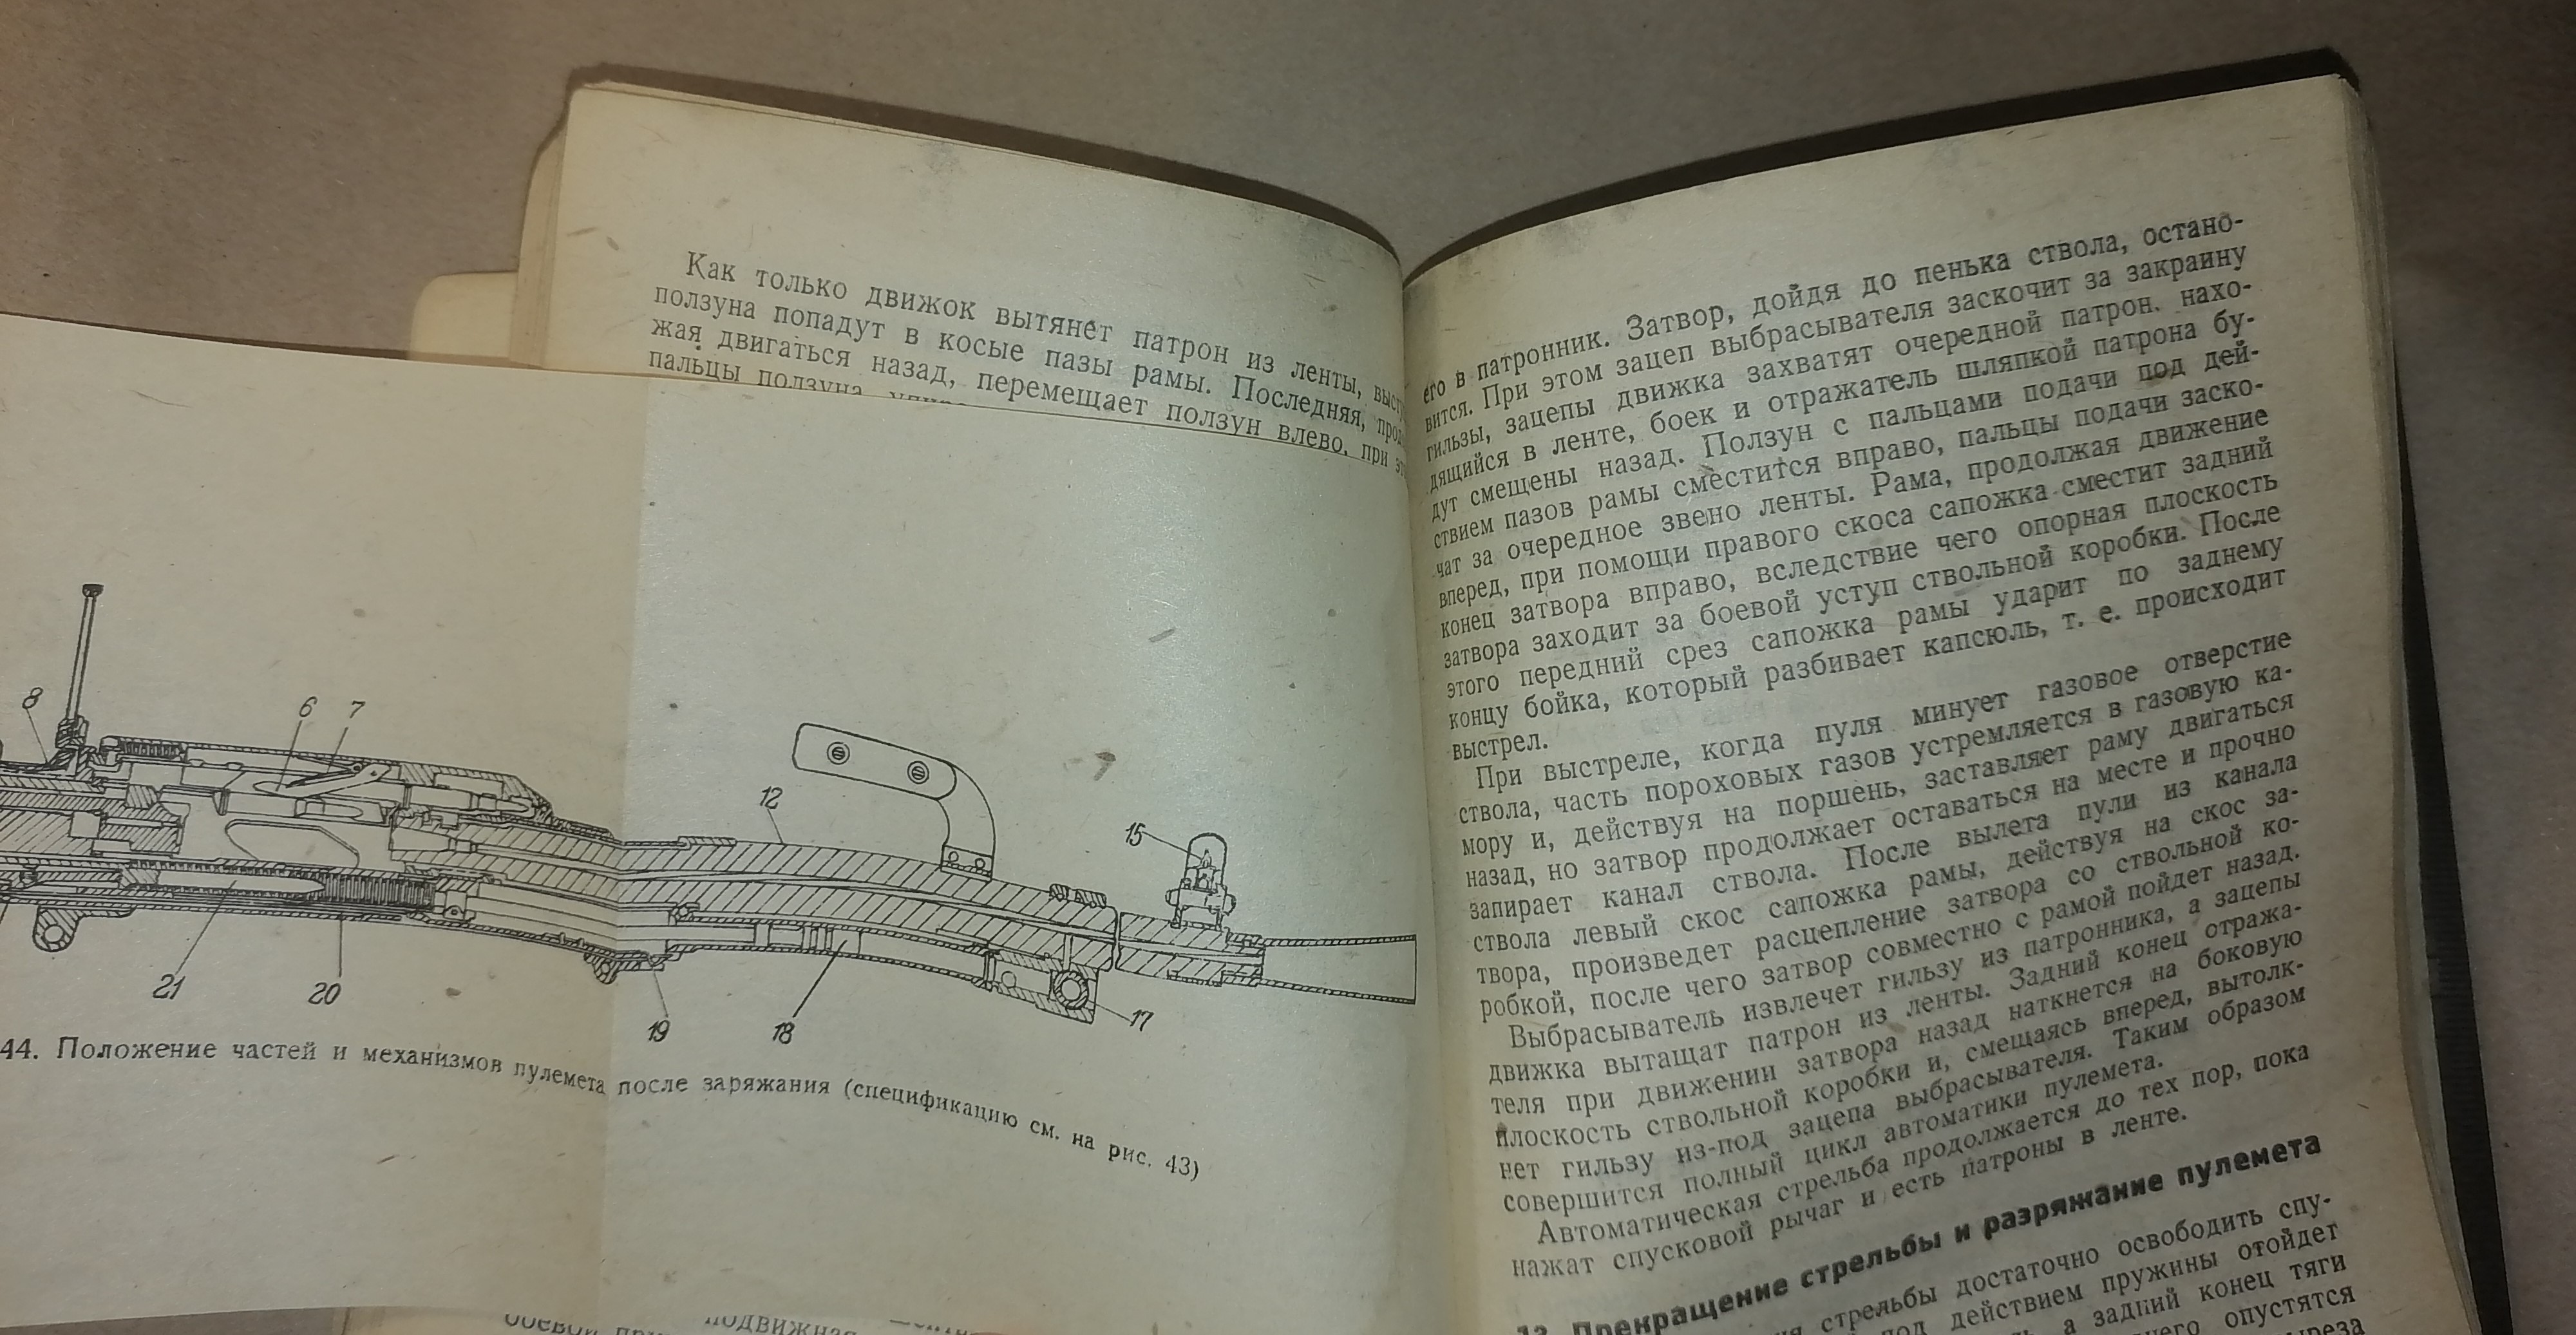 Как только движок вытянет патрон из ленты,
ползуна попадут в косые пазы рамы. Последняя,
жая двигаться назад, перемещает ползун влево, при
пальцы ползуна
8
6
7
12
15
21
20
19
18
17
44. Положение частей и механизмов пулемета после заряжания (спецификацию см. на рис. 43)
подвижная
его в патронник. Затвор, дойдя до пенька ствола, остано-
вится. При этом зацеп выбрасывателя заскочит за закраину
гильзы, зацепы движка захватят очередной патрон. нахо-
дящийся в ленте, боек и отражатель шляпкой патрона бу-
дут смещены назад. Ползун с пальцами подачи под дей-
ствием пазов рамы сместится вправо, пальцы подачи заско-
чат за очередное звено ленты. Рама, продолжая движение
вперед, при помощи правого скоса сапожка сместит задний
конец затвора вправо, вследствие чего опорная плоскость
затвора заходит за боевой уступ ствольной коробки. После
этого передний срез сапожка рамы ударит по заднему
концу бойка, который разбивает капсюль, т. е. происходит
выстрел.
При выстреле, когда пуля минует газовое отверстие
ствола, часть пороховых газов устремляется в газовую ка-
мору и, действуя на поршень, заставляет раму двигаться
назад, но затвор продолжает оставаться на месте и прочно
запирает канал ствола. После вылета пули из канала
ствола левый скос сапожка рамы, действуя на скос за-
твора, произведет расцепление затвора со ствольной ко-
робкой, после чего затвор совместно с рамой пойдет назад.
Выбрасыватель извлечет гильзу из патронника, а зацепы
движка вытащат патрон из ленты. Задний конец отража-
теля при движении затвора назад наткнется на боковую
плоскость ствольной коробки и, смещаясь вперед, вытолк-
нет гильзу из-под зацепа выбрасывателя. Таким образом
совершится полный цикл автоматики пулемета.
Автоматическая стрельба продолжается до тех пор, пока
нажат спусковой рычаг и есть патроны в ленте.
Прекращение стрельбы и разряжание пулемета
стрельбы достаточно освободить спу-
под действием пружины отойдет
а задний конец тяги
опустятся